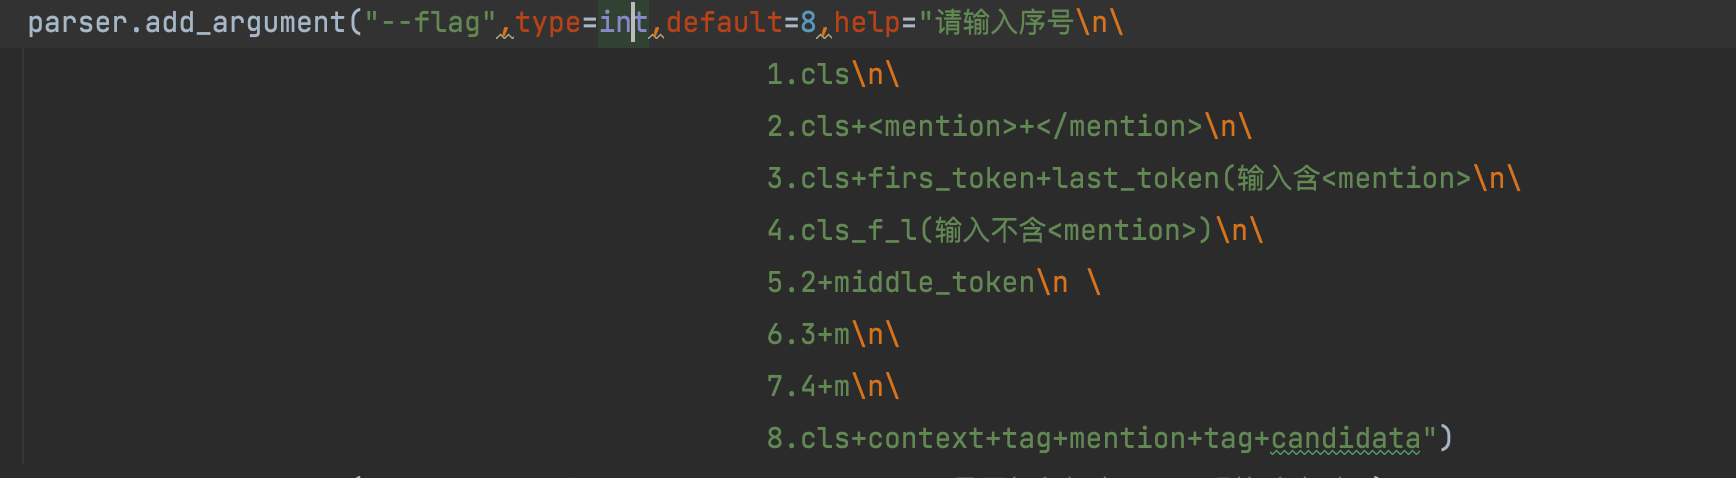 parser.add_argument("--flag",type=int,default=8,help="请输入序号\n\
1.cls\n\
2.cls+<mention>+</mention>\n\
3.cls+firs_token+last_token(输入含<mention>\n\
4.cls_f_l(输入不含<mention>)\n\
5.2+middle_token\n \
6.3+m\n\
7.4+m\n\
8.cls+context+tag+mention+tag+candidata")